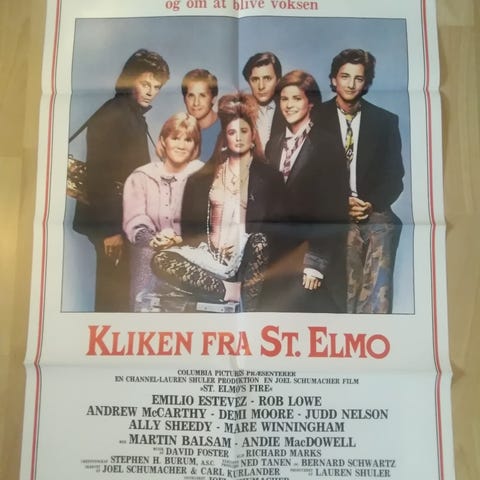 og om at blive voksen
KLIKEN FRA ST. ELMO
COLUMBIA PICTURES PRÆSENTERER
EN CHANNEL-LAUREN SHULER PRODUKTION EN JOEL SCHUMACHER FILM
»ST. ELMO'S FIRE«
EMILIO ESTEVEZ - ROB LOWE
ANDREW McCARTHY - DEMI MOORE - JUDD NELSON
ALLY SHEEDY - MARE WINNINGHAM
MARTIN BALSAM - ANDIE MacDOWELL
DAVID FOSTER RICHARD MARKS
STEPHEN H. BURUM, A.S.C. NED TANEN OG BERNARD SCHWARTZ
JOEL SCHUMACHER & CARL KURLANDER LAUREN SHULER
JOEL SCHUMACHER